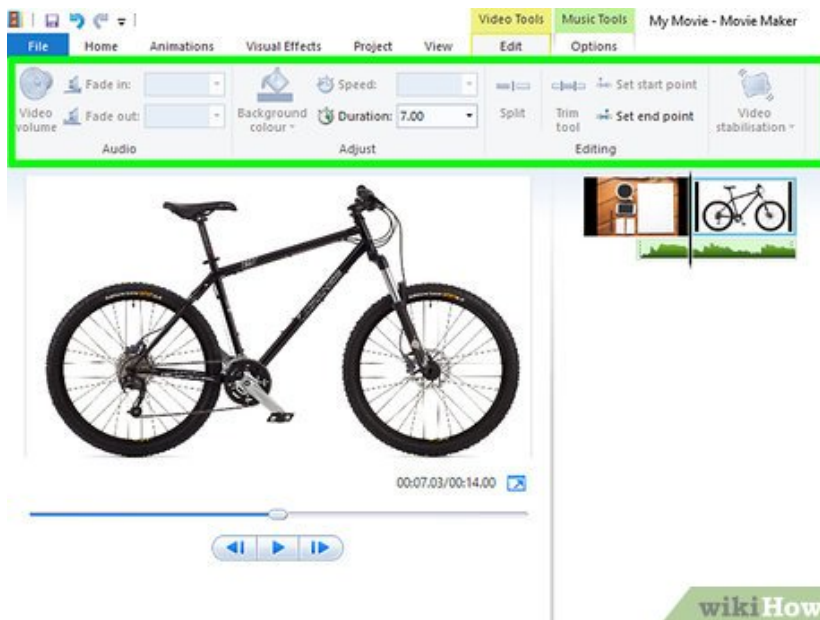 Video Tools Music Tools My Movie - Movie Maker
File Home Animations Visual Effects Project View Edit Options
Fade in:
Fade out:
Video volume
Audio
Background colour
Speed:
Duration: 7.00
Adjust
Split
Trim tool
Set start point
Set end point
Editing
Video stabilisation
00:07.03/00:14.00
wikiHow